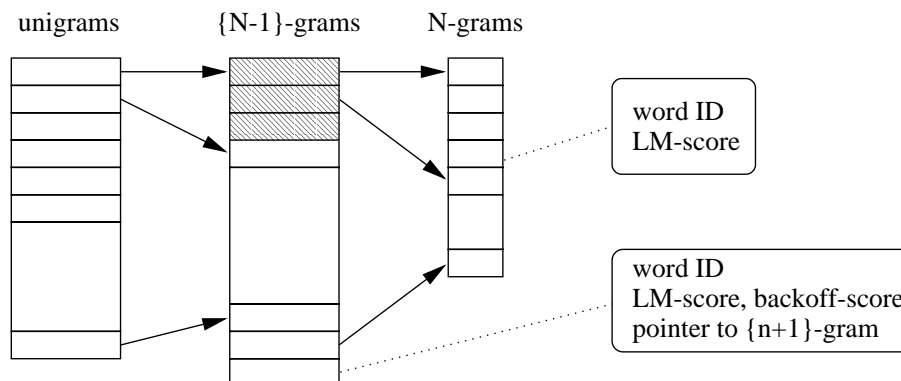 unigrams
{N-1}-grams
N-grams
word ID
LM-score
word ID
LM-score, backoff-score
pointer to {n+1}-gram